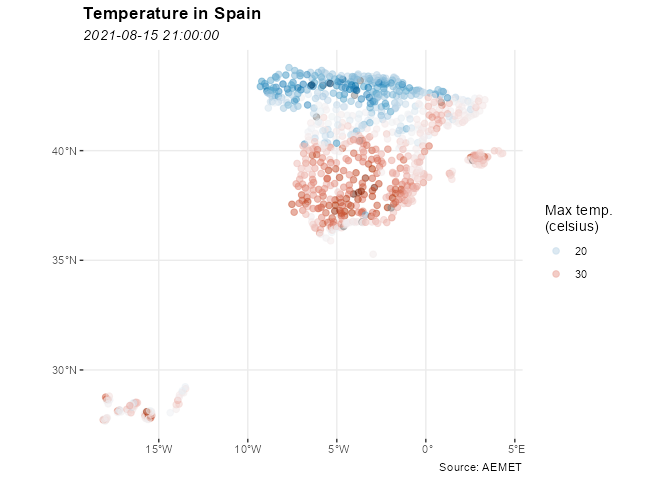 Temperature in Spain
2021-08-15 21:00:00
40°N
35°N
30°N
15°W
10°W
5°W
0°
5°E
Max temp.
(celsius)
20
30
Source: AEMET